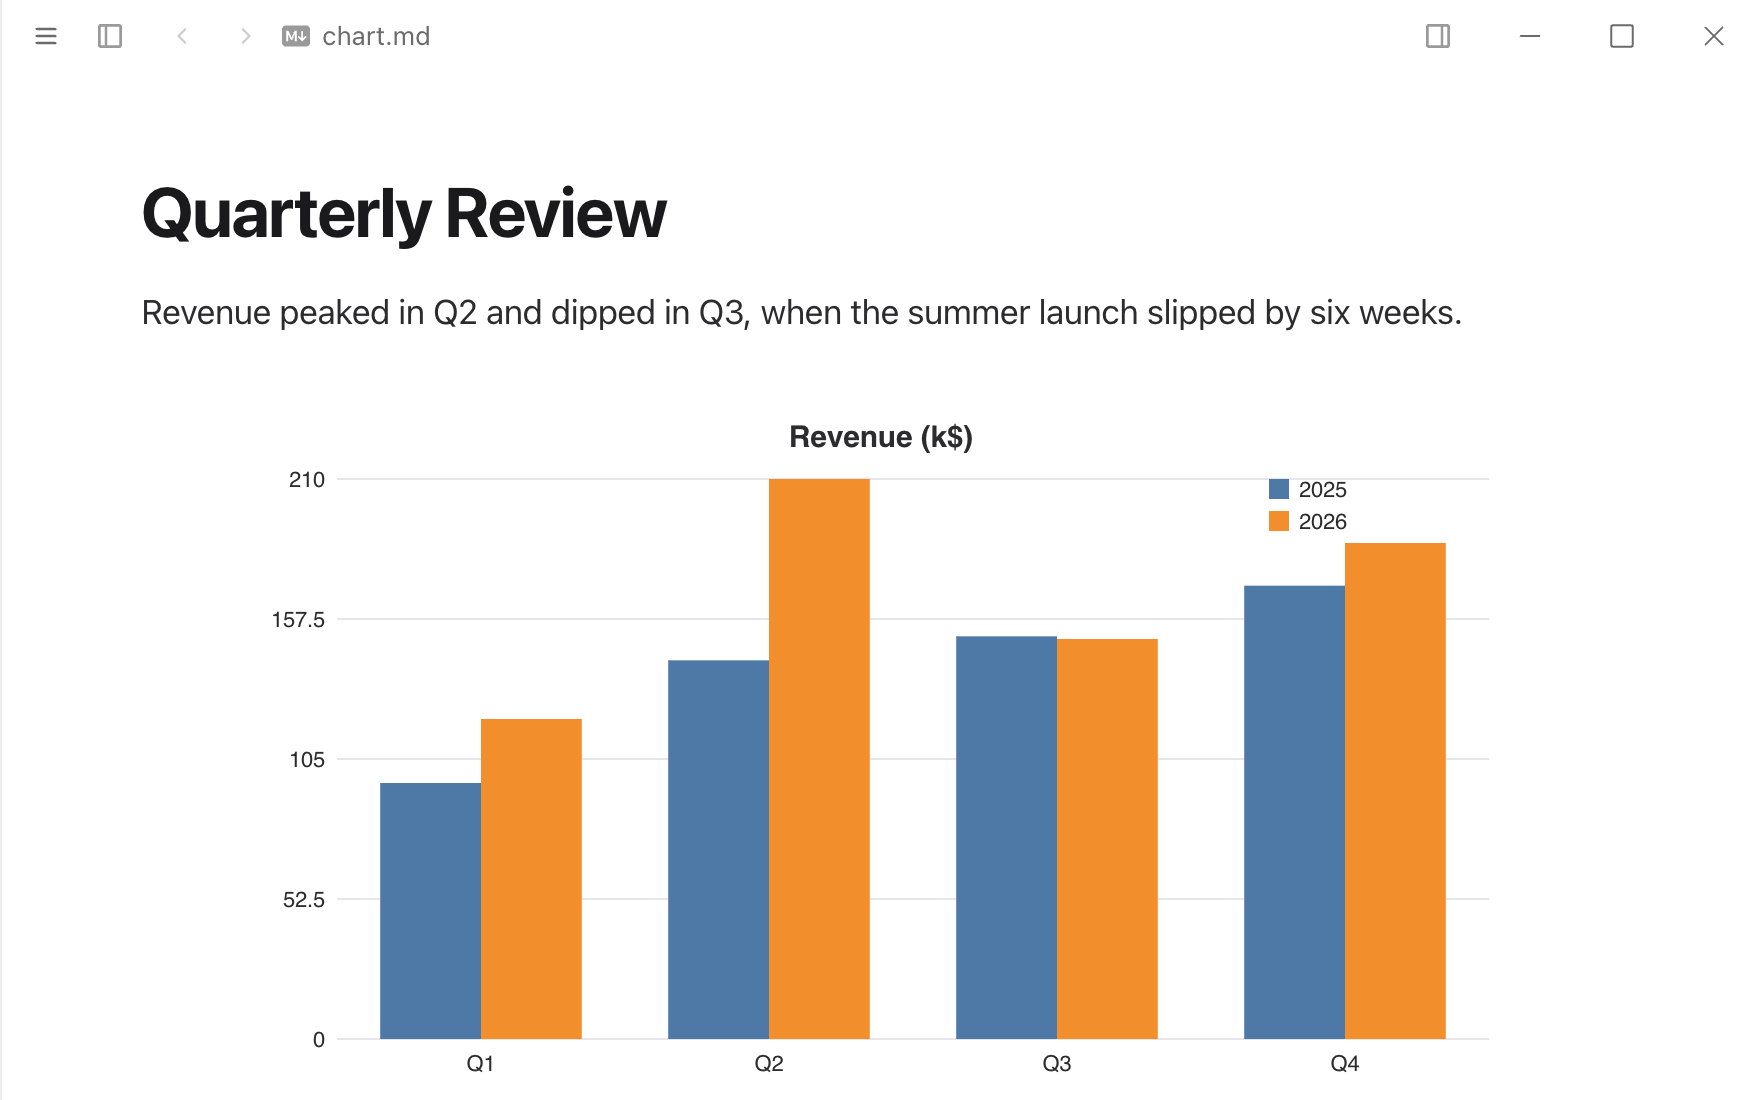 M↓ chart.md
Quarterly Review
Revenue peaked in Q2 and dipped in Q3, when the summer launch slipped by six weeks.
Revenue (k$)
210
2025
2026
157.5
105
52.5
0
Q1 Q2 Q3 Q4